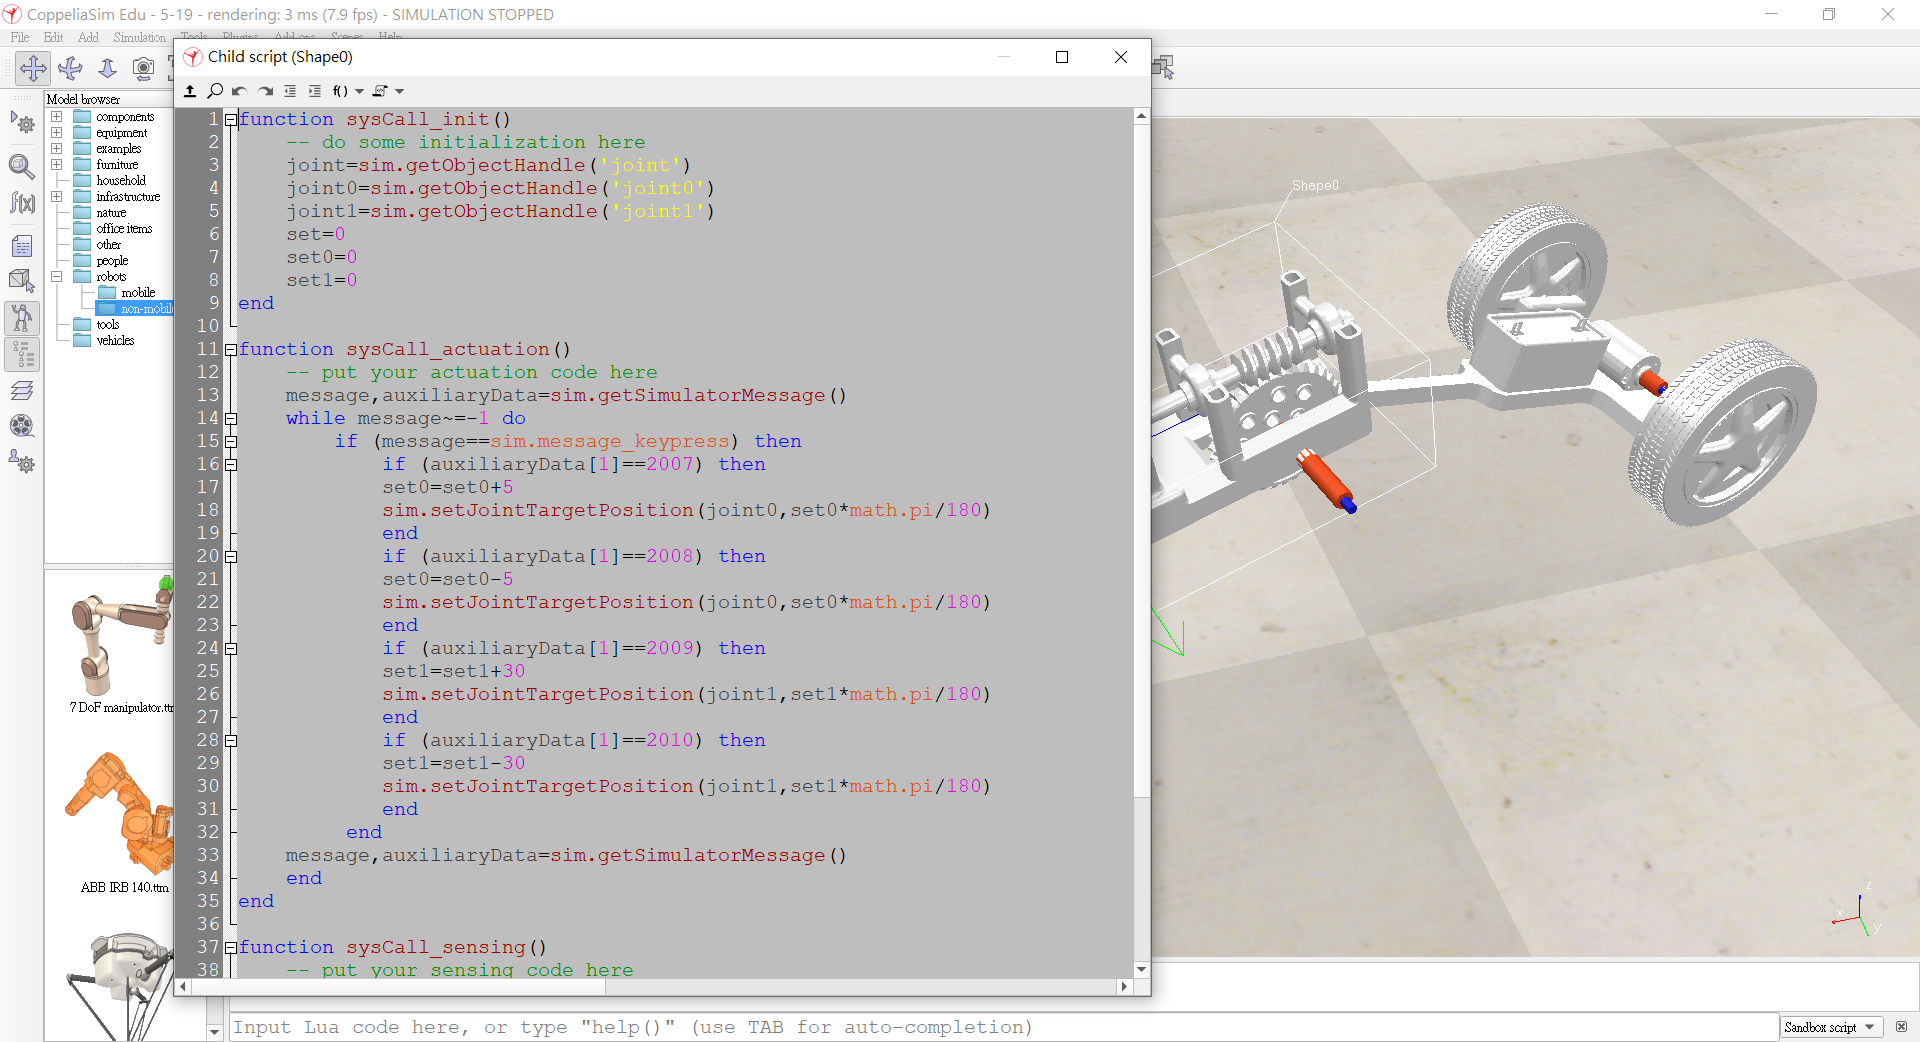 CoppeliaSim Edu - 5-19 - rendering: 3 ms (7.9 fps) - SIMULATION STOPPED
File Edit Add Simulation Tools Plugins Add-ons Scenes Help
Child script (Shape0)
f()
Model browser
components
equipment
examples
furniture
household
infrastructure
nature
office items
other
people
robots
mobile
non-mobile
tools
vehicles
7 DoF manipulator.ttm
ABB IRB 140.ttm
1 function sysCall_init()
2 -- do some initialization here
3 joint=sim.getObjectHandle('joint')
4 joint0=sim.getObjectHandle('joint0')
5 joint1=sim.getObjectHandle('joint1')
6 set=0
7 set0=0
8 set1=0
9 end
10
11 function sysCall_actuation()
12 -- put your actuation code here
13 message,auxiliaryData=sim.getSimulatorMessage()
14 while message~=-1 do
15 if (message==sim.message_keypress) then
16 if (auxiliaryData[1]==2007) then
17 set0=set0+5
18 sim.setJointTargetPosition(joint0,set0*math.pi/180)
19 end
20 if (auxiliaryData[1]==2008) then
21 set0=set0-5
22 sim.setJointTargetPosition(joint0,set0*math.pi/180)
23 end
24 if (auxiliaryData[1]==2009) then
25 set1=set1+30
26 sim.setJointTargetPosition(joint1,set1*math.pi/180)
27 end
28 if (auxiliaryData[1]==2010) then
29 set1=set1-30
30 sim.setJointTargetPosition(joint1,set1*math.pi/180)
31 end
32 end
33 message,auxiliaryData=sim.getSimulatorMessage()
34 end
35 end
36
37 function sysCall_sensing()
38 -- put your sensing code here
Shape0
z
x
y
Input Lua code here, or type "help()" (use TAB for auto-completion)
Sandbox script